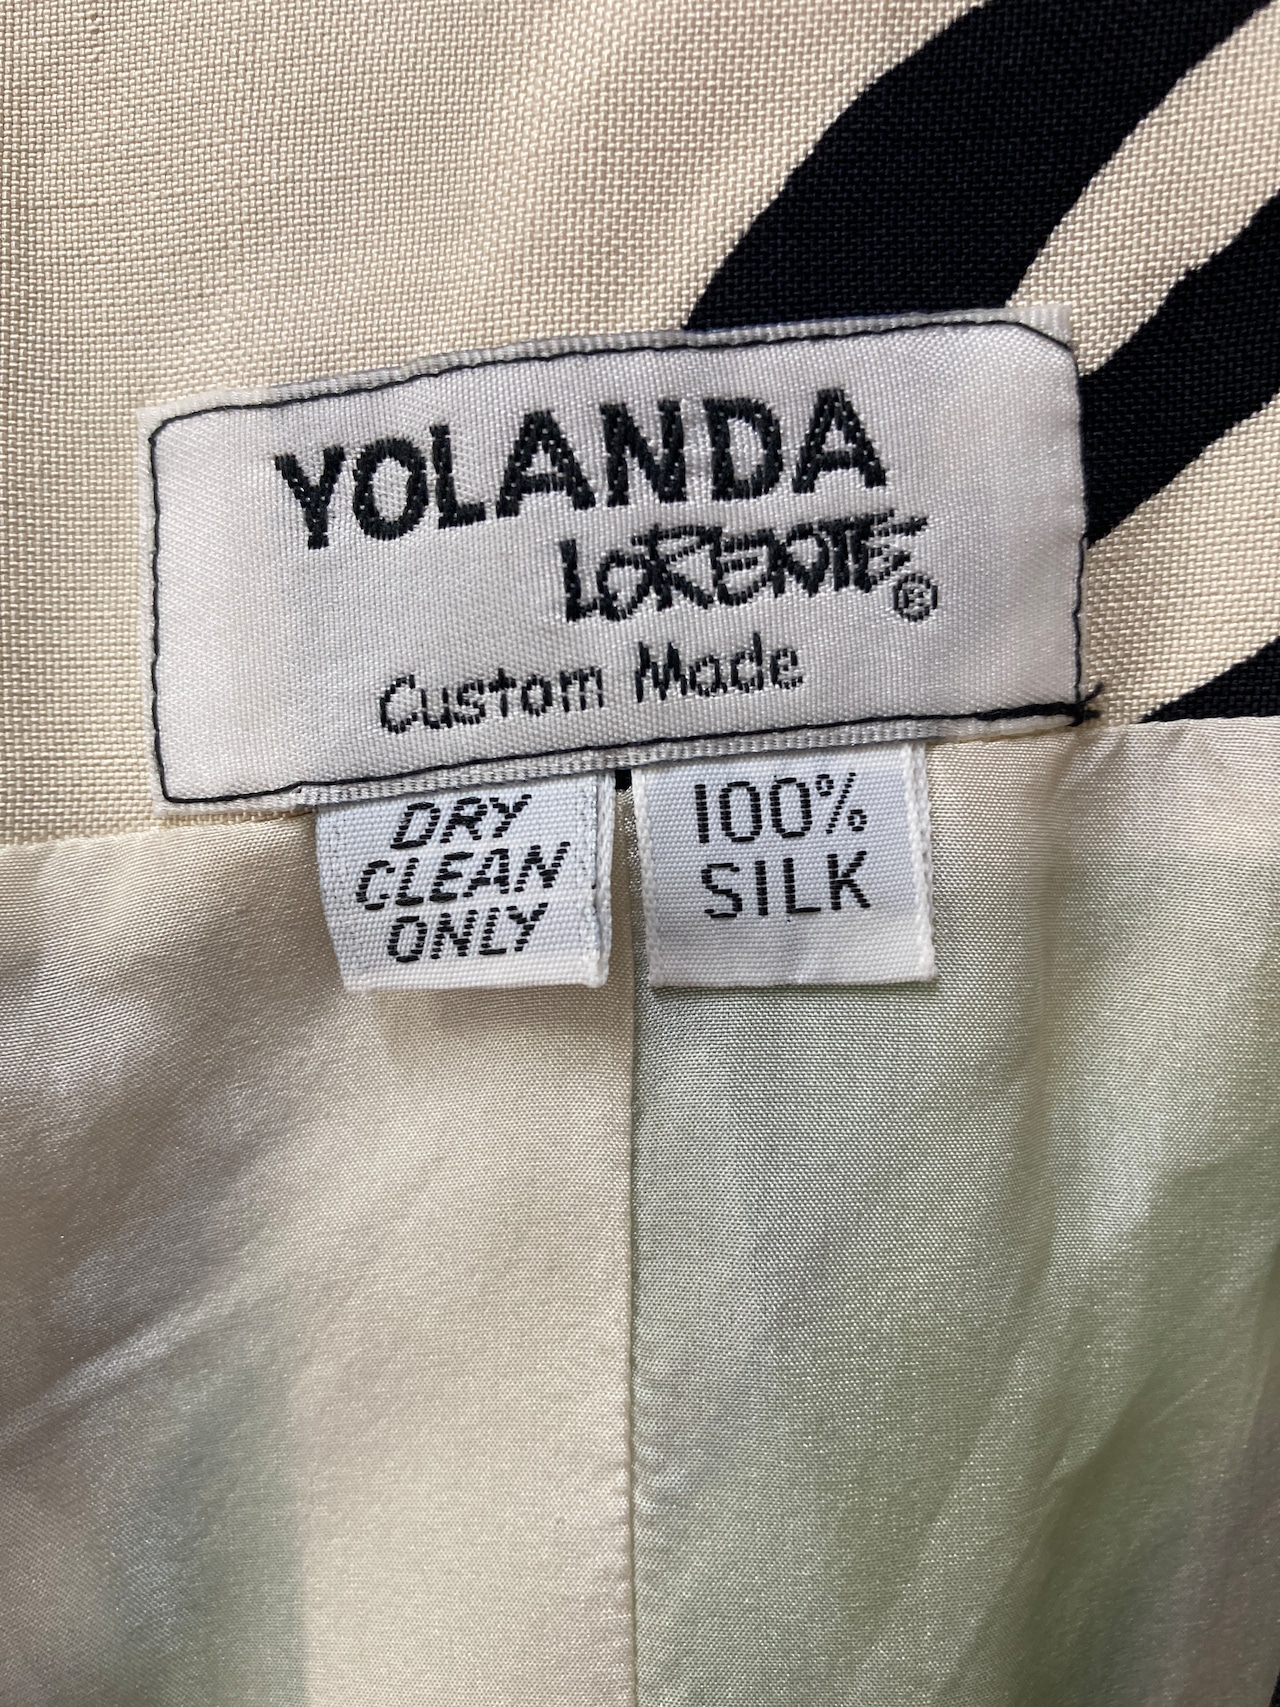 YOLANDA
LORENTE®
Custom Made
DRY
CLEAN
ONLY
100%
SILK